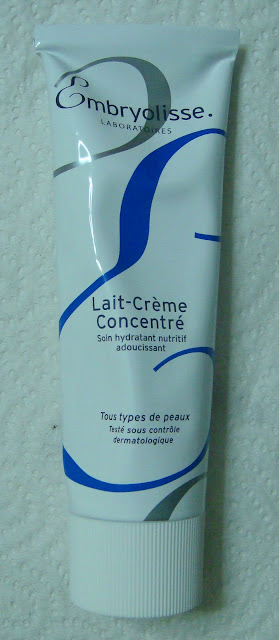 Embryolisse.
LABORATOIRES
Lait-Crème
Concentré
Soin hydratant nutritif
adoucissant
Tous types de peaux
Testé sous contrôle
dermatologique